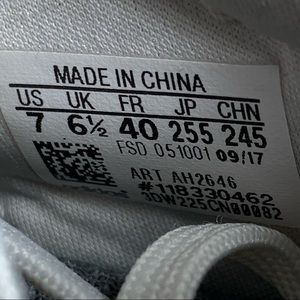 MADE IN CHINA
US UK FR JP CHN
7 6½ 40 255 245
FSD 051001 09/17
ART AH2646
#118330462
3DW225CN00082